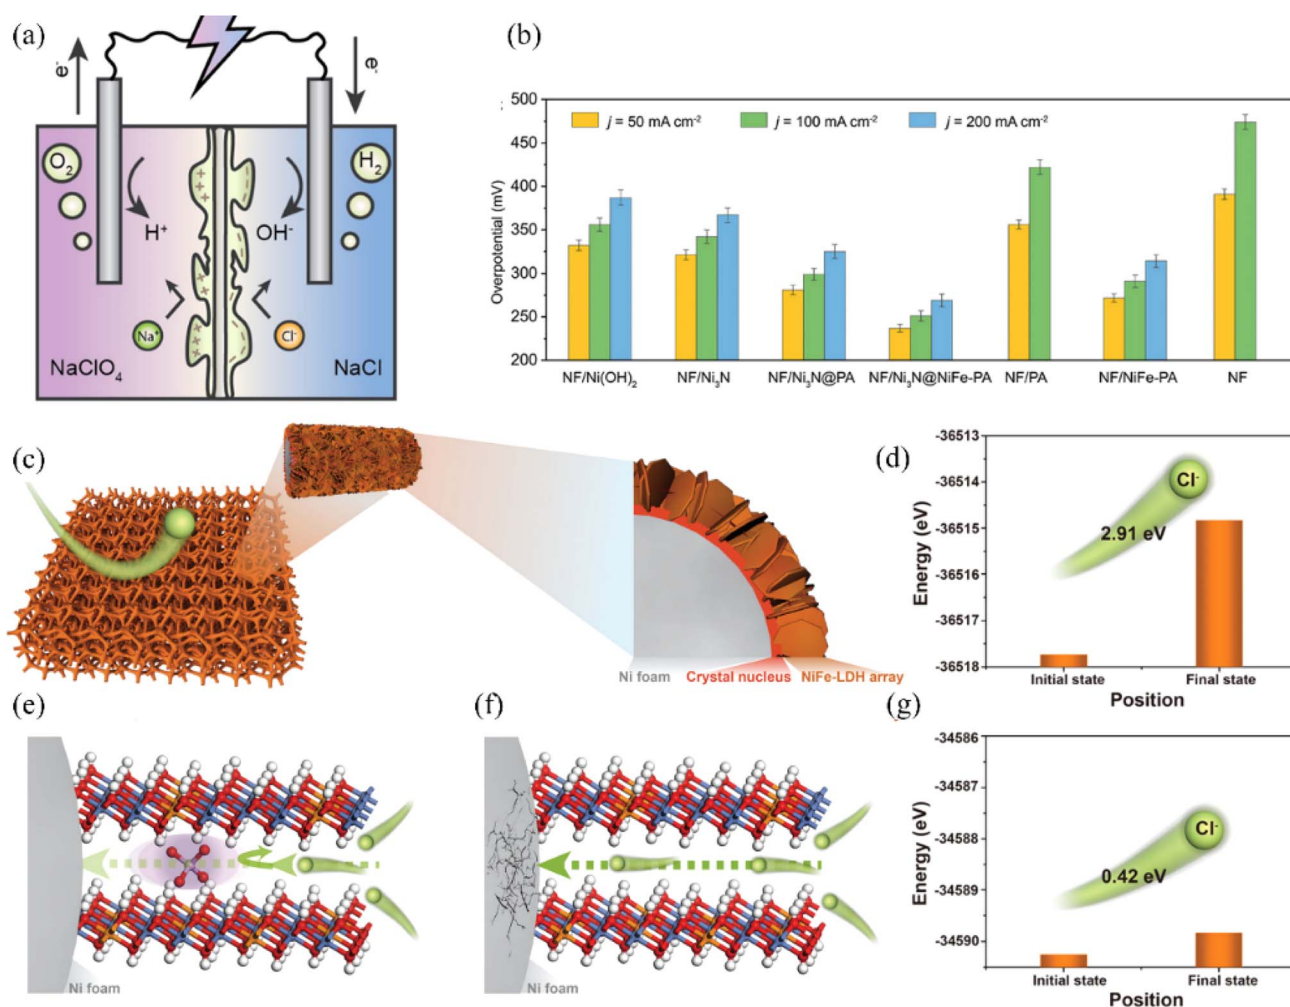 (a)
e⁻
e⁻
O₂
H₂
H⁺
OH⁻
Na⁺
Cl⁻
NaClO₄
NaCl
(b)
500
450
400
350
300
250
200
Overpotential (mV)
j = 50 mA cm⁻²
j = 100 mA cm⁻²
j = 200 mA cm⁻²
NF/Ni(OH)₂
NF/Ni₃N
NF/Ni₃N@PA
NF/Ni₃N@NiFe-PA
NF/PA
NF/NiFe-PA
NF
(c)
Ni foam
Crystal nucleus
NiFe-LDH array
(d)
-36513
-36514
-36515
-36516
-36517
-36518
Energy (eV)
Cl⁻
2.91 eV
Initial state
Final state
Position
(e)
Ni foam
(f)
Ni foam
(g)
-34586
-34587
-34588
-34589
-34590
Energy (eV)
Cl⁻
0.42 eV
Initial state
Final state
Position